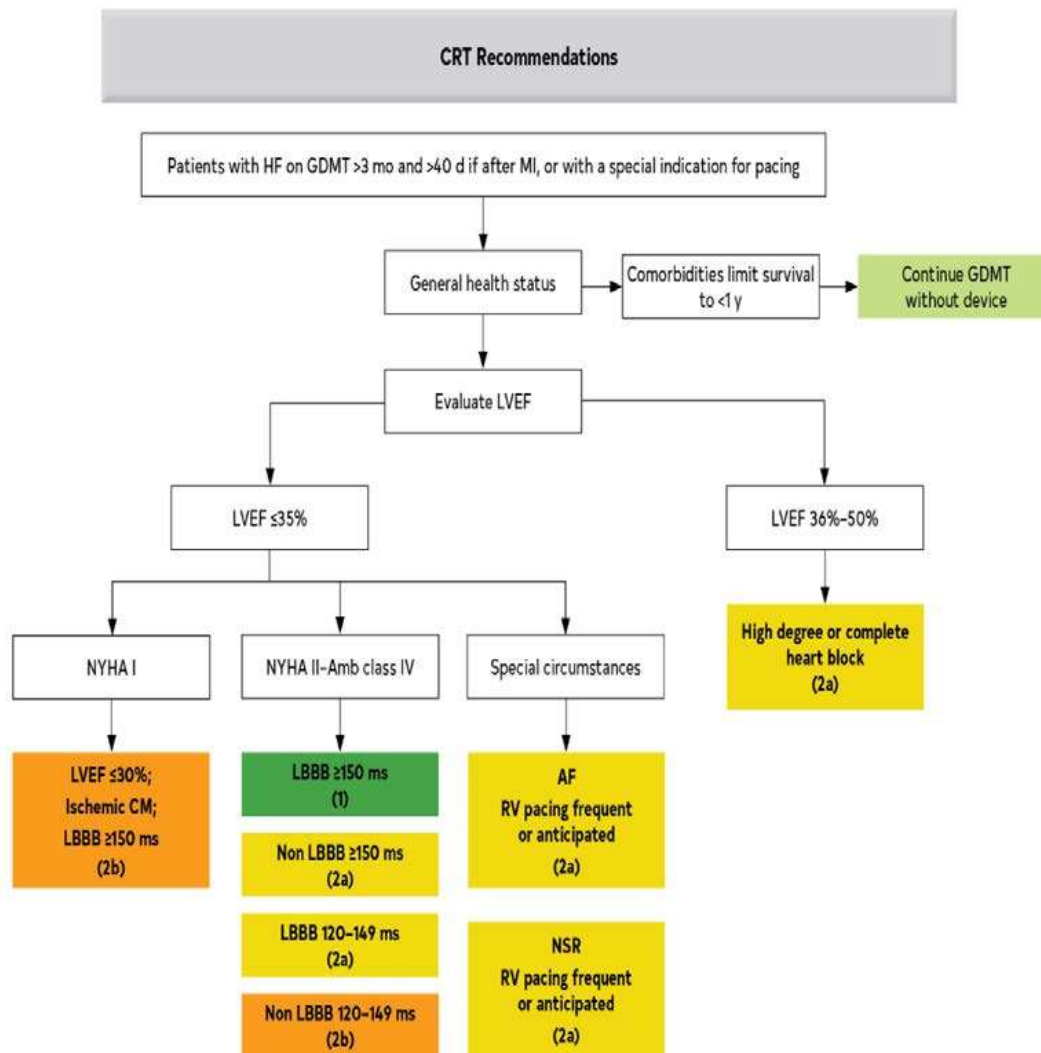 CRT Recommendations
Patients with HF on GDMT >3 mo and >40 d if after MI, or with a special indication for pacing
General health status
Comorbidities limit survival
to <1 y
Continue GDMT
without device
Evaluate LVEF
LVEF ≤35%
LVEF 36%–50%
NYHA I
NYHA II–Amb class IV
Special circumstances
High degree or complete
heart block
(2a)
LVEF ≤30%;
Ischemic CM;
LBBB ≥150 ms
(2b)
LBBB ≥150 ms
(1)
Non LBBB ≥150 ms
(2a)
LBBB 120–149 ms
(2a)
Non LBBB 120–149 ms
(2b)
AF
RV pacing frequent
or anticipated
(2a)
NSR
RV pacing frequent
or anticipated
(2a)